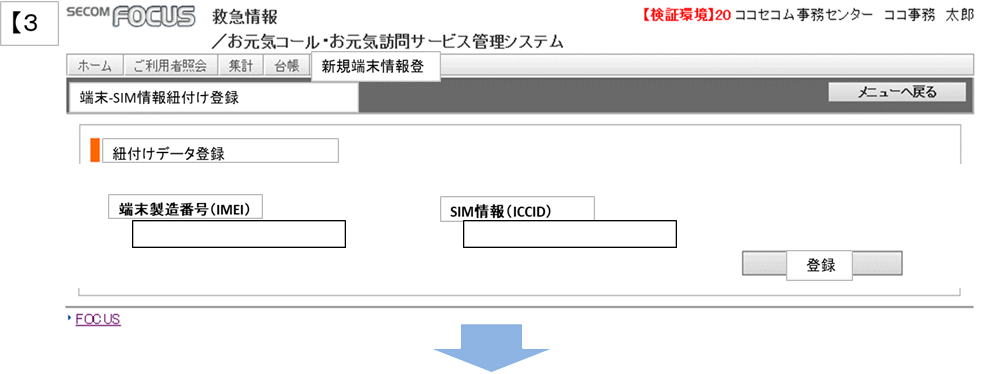 【3
SECOM FOCUS 救急情報
／お元気コール・お元気訪問サービス管理システム
【検証環境】20 ココセコム事務センター ココ事務 太郎
ホーム ご利用者照会 集計 台帳 新規端末情報登
端末-SIM情報紐付け登録
メニューへ戻る
紐付けデータ登録
端末製造番号(IMEI) SIM情報(ICCID)
登録
FOCUS